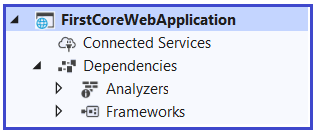 FirstCoreWebApplication
Connected Services
Dependencies
Analyzers
Frameworks